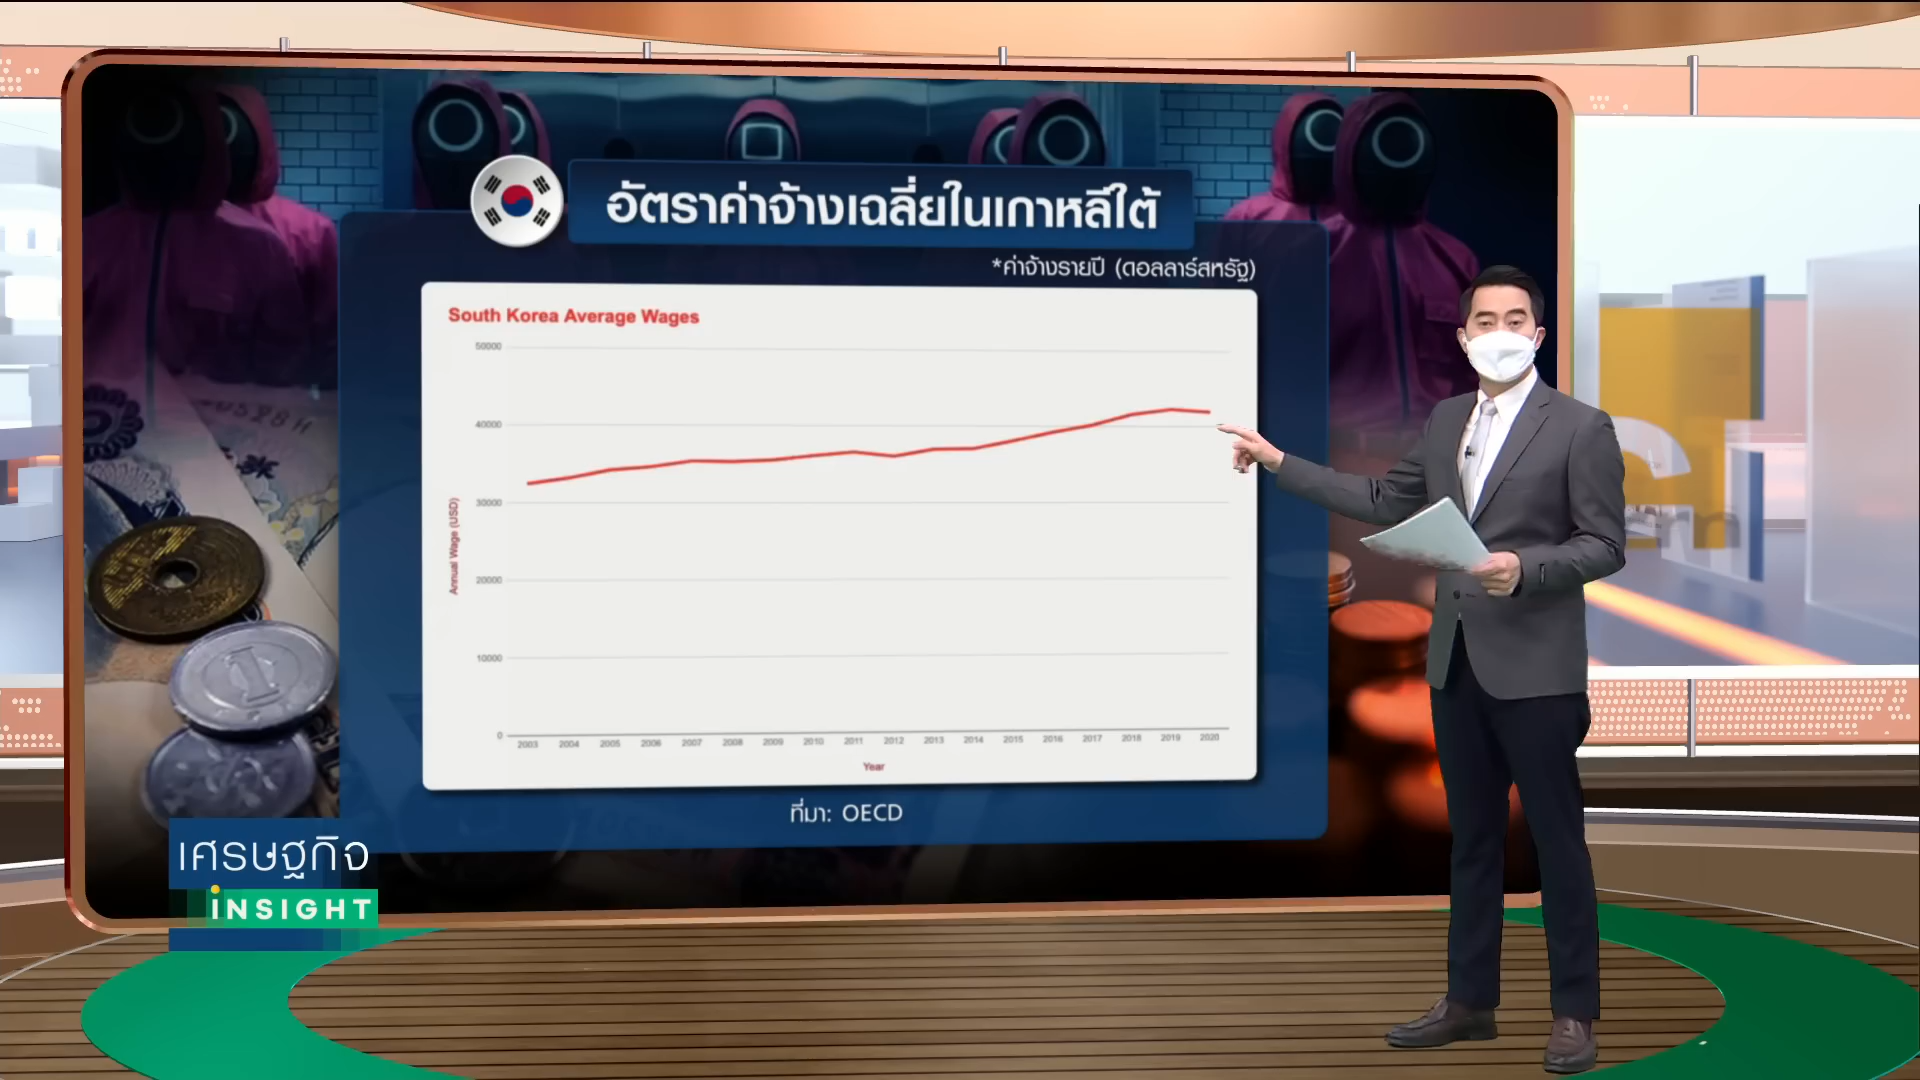 อัตราค่าจ้างเฉลี่ยในเกาหลีใต้
*ค่าจ้างรายปี (ดอลลาร์สหรัฐ)
South Korea Average Wages
50000
40000
30000
20000
10000
0
Annual Wage (USD)
2003 2004 2005 2006 2007 2008 2009 2010 2011 2012 2013 2014 2015 2016 2017 2018 2019 2020
Year
ที่มา: OECD
เศรษฐกิจ
INSIGHT